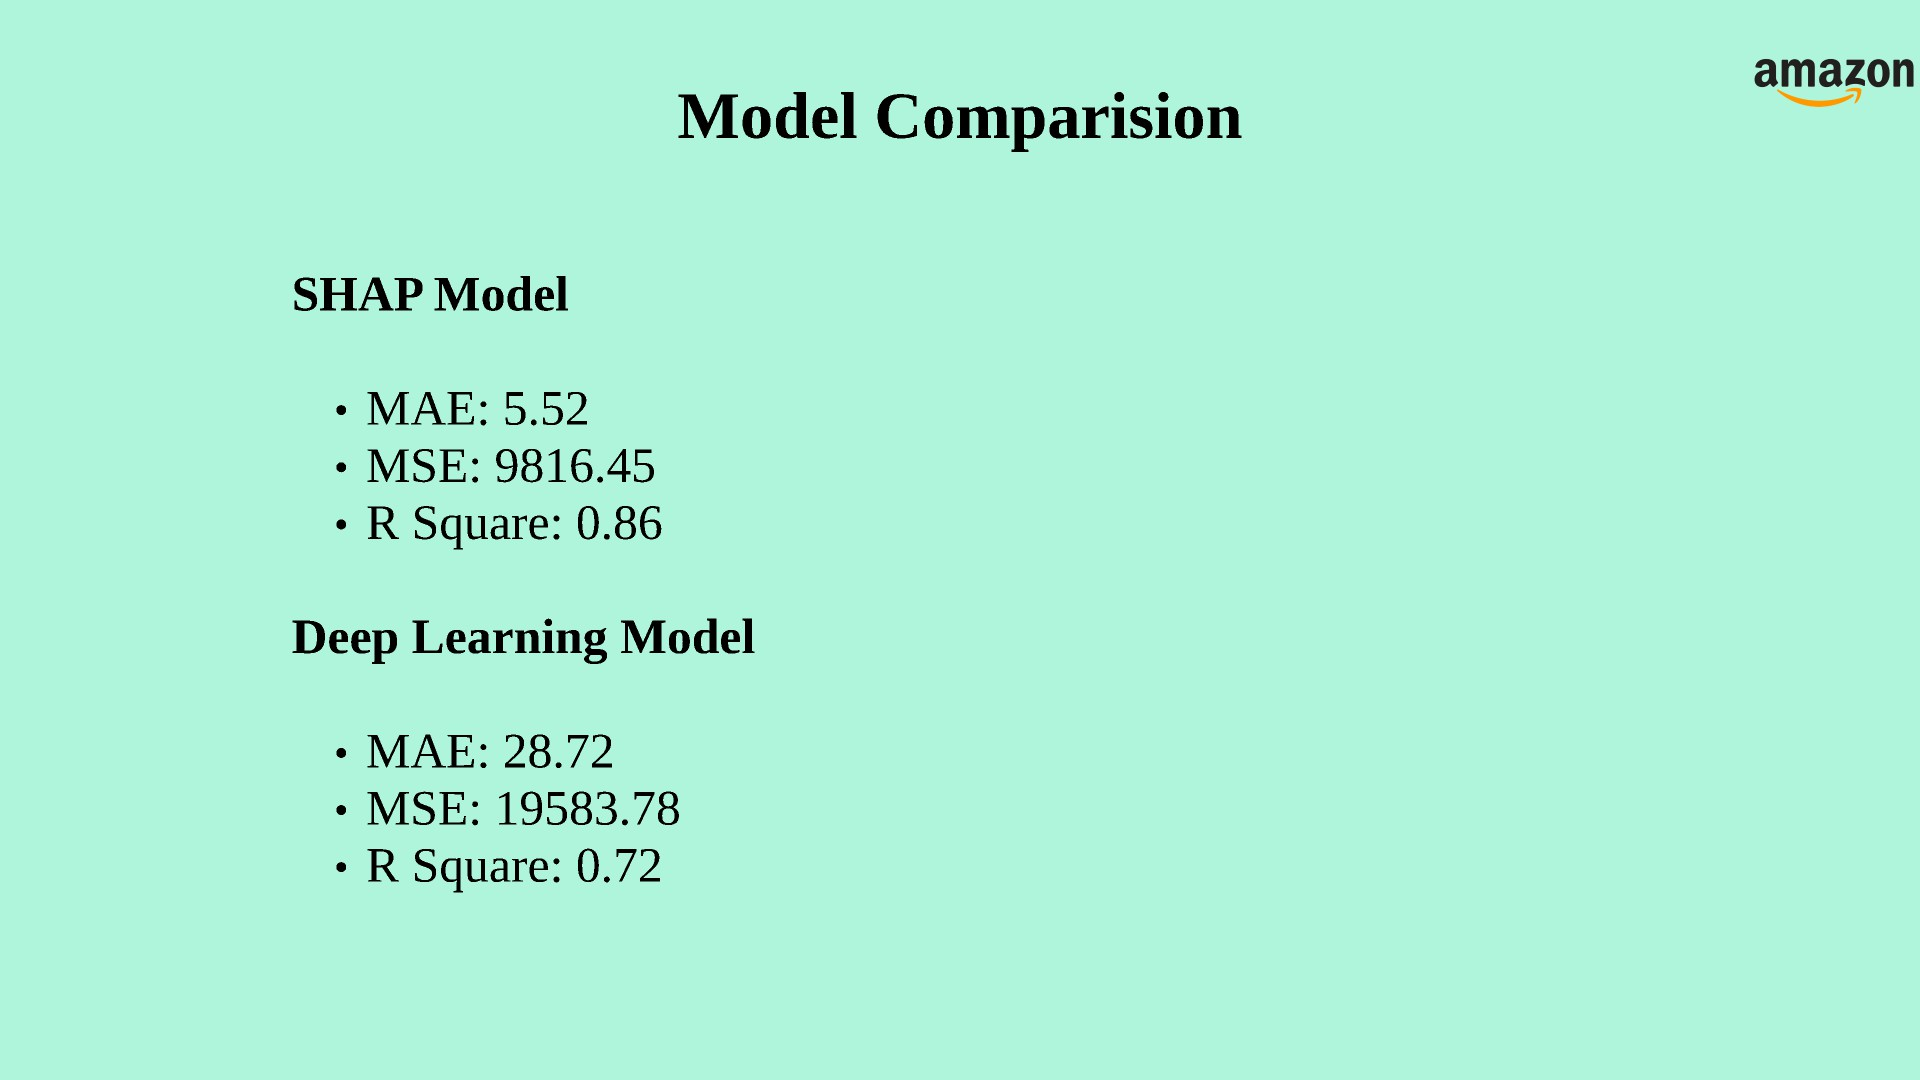 amazon
Model Comparision
SHAP Model
• MAE: 5.52
• MSE: 9816.45
• R Square: 0.86
Deep Learning Model
• MAE: 28.72
• MSE: 19583.78
• R Square: 0.72